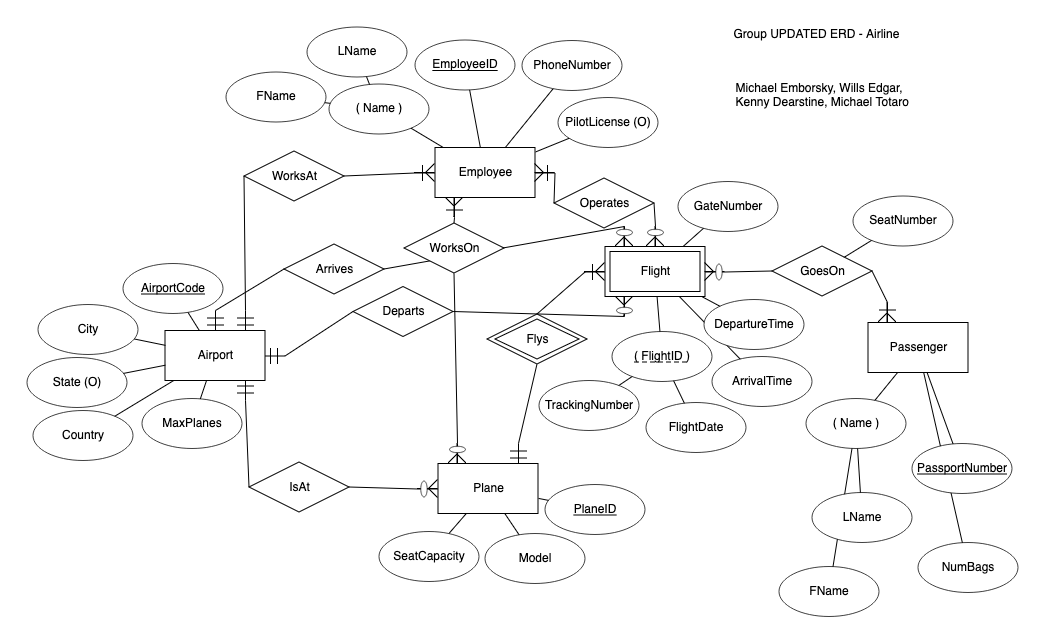 Group UPDATED ERD - Airline
LName
EmployeeID
PhoneNumber
Michael Emborsky, Wills Edgar,
Kenny Dearstine, Michael Totaro
FName
( Name )
PilotLicense (O)
WorksAt
Employee
Operates
GateNumber
SeatNumber
WorksOn
Arrives
Flight
GoesOn
AirportCode
Departs
City
DepartureTime
Flys
Airport
( FlightID )
Passenger
State (O)
ArrivalTime
TrackingNumber
MaxPlanes
Country
FlightDate
( Name )
PassportNumber
IsAt
Plane
PlaneID
LName
SeatCapacity
Model
NumBags
FName